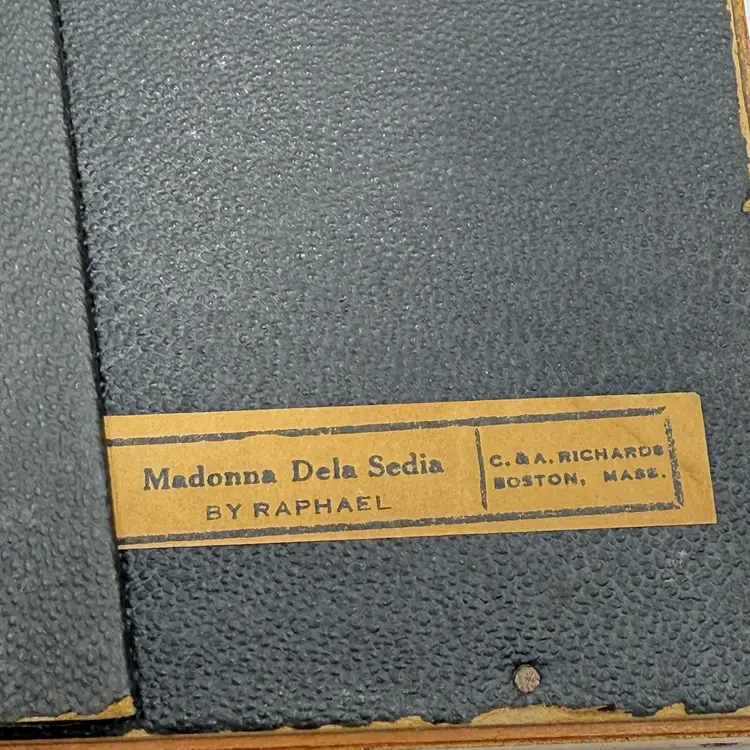 Madonna Dela Sedia
BY RAPHAEL
C. & A. RICHARDS
BOSTON, MASS.